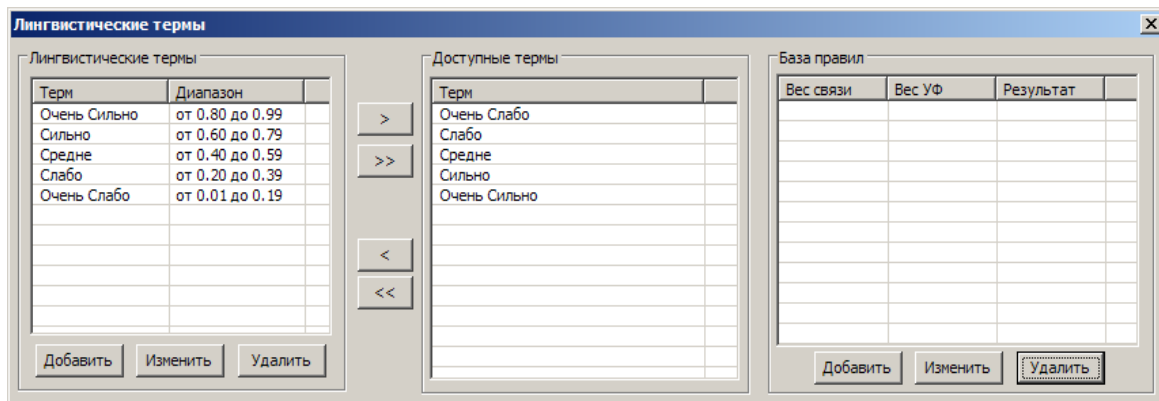 Лингвистические термы
Лингвистические термы
Терм Диапазон
Очень Сильно от 0.80 до 0.99
Сильно от 0.60 до 0.79
Средне от 0.40 до 0.59
Слабо от 0.20 до 0.39
Очень Слабо от 0.01 до 0.19
Добавить Изменить Удалить
>
>>
<
<<
Доступные термы
Терм
Очень Слабо
Слабо
Средне
Сильно
Очень Сильно
База правил
Вес связи Вес УФ Результат
Добавить Изменить Удалить